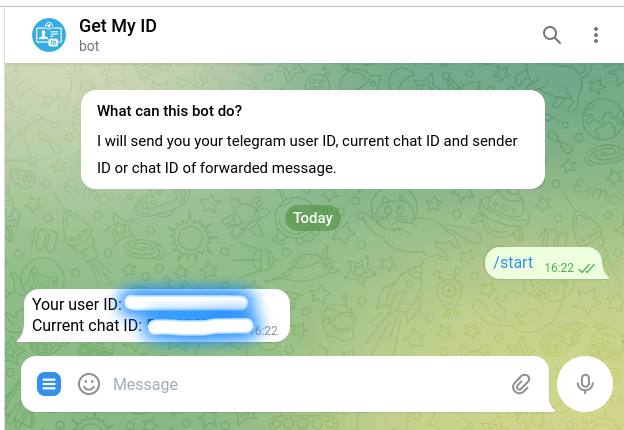 Get My ID
bot
What can this bot do?
I will send you your telegram user ID, current chat ID and sender
ID or chat ID of forwarded message.
Today
/start 16:22
Your user ID:
Current chat ID: 6:22
Message